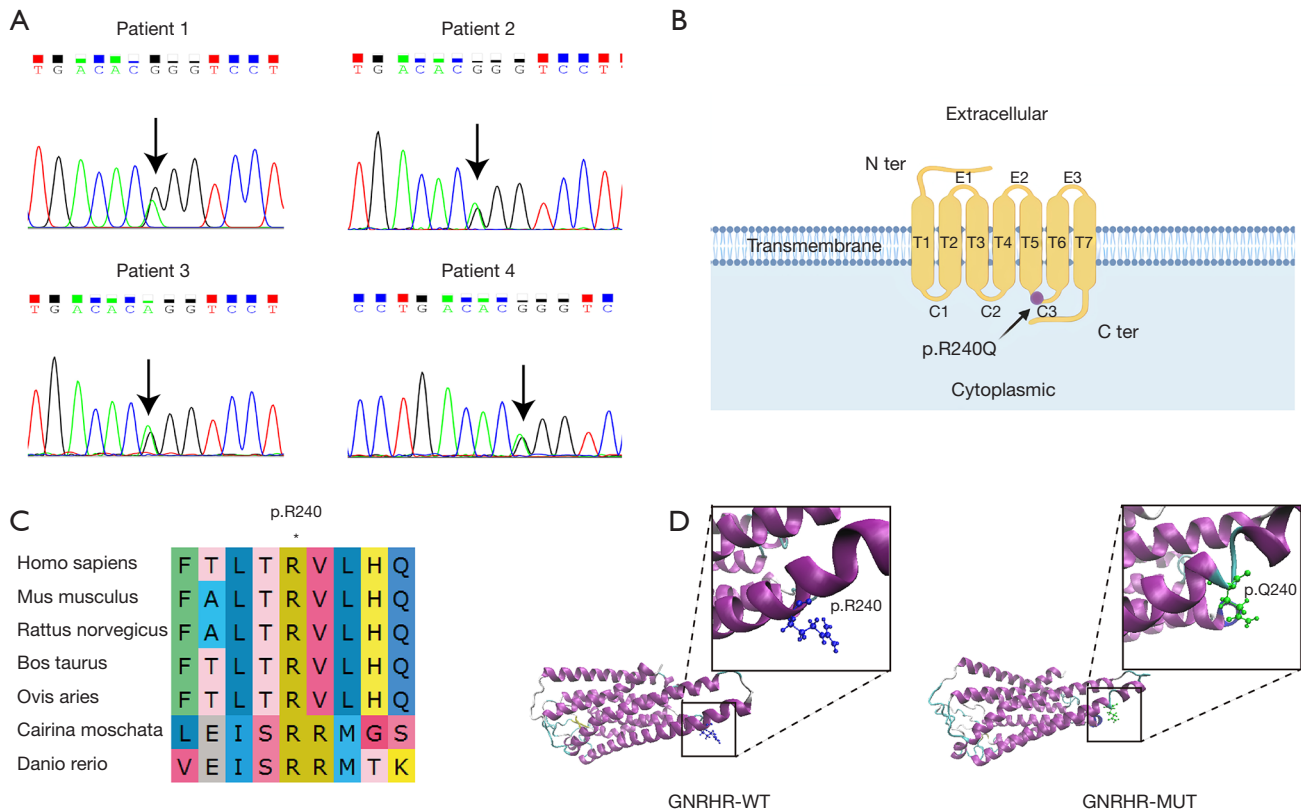 A
Patient 1
Patient 2
T G A C A C G G G T C C T
T G A C A C G G G T C C T
Patient 3
Patient 4
T G A C A C A G G T C C T
C C T G A C A C G G G T C
B
Extracellular
N ter
E1 E2 E3
Transmembrane
T1 T2 T3 T4 T5 T6 T7
C1 C2 C3
p.R240Q
C ter
Cytoplasmic
C
p.R240
*
Homo sapiens F T L T R V L H Q
Mus musculus F A L T R V L H Q
Rattus norvegicus F A L T R V L H Q
Bos taurus F T L T R V L H Q
Ovis aries F T L T R V L H Q
Cairina moschata L E I S R R M G S
Danio rerio V E I S R R M T K
D
p.R240
p.Q240
GNRHR-WT
GNRHR-MUT